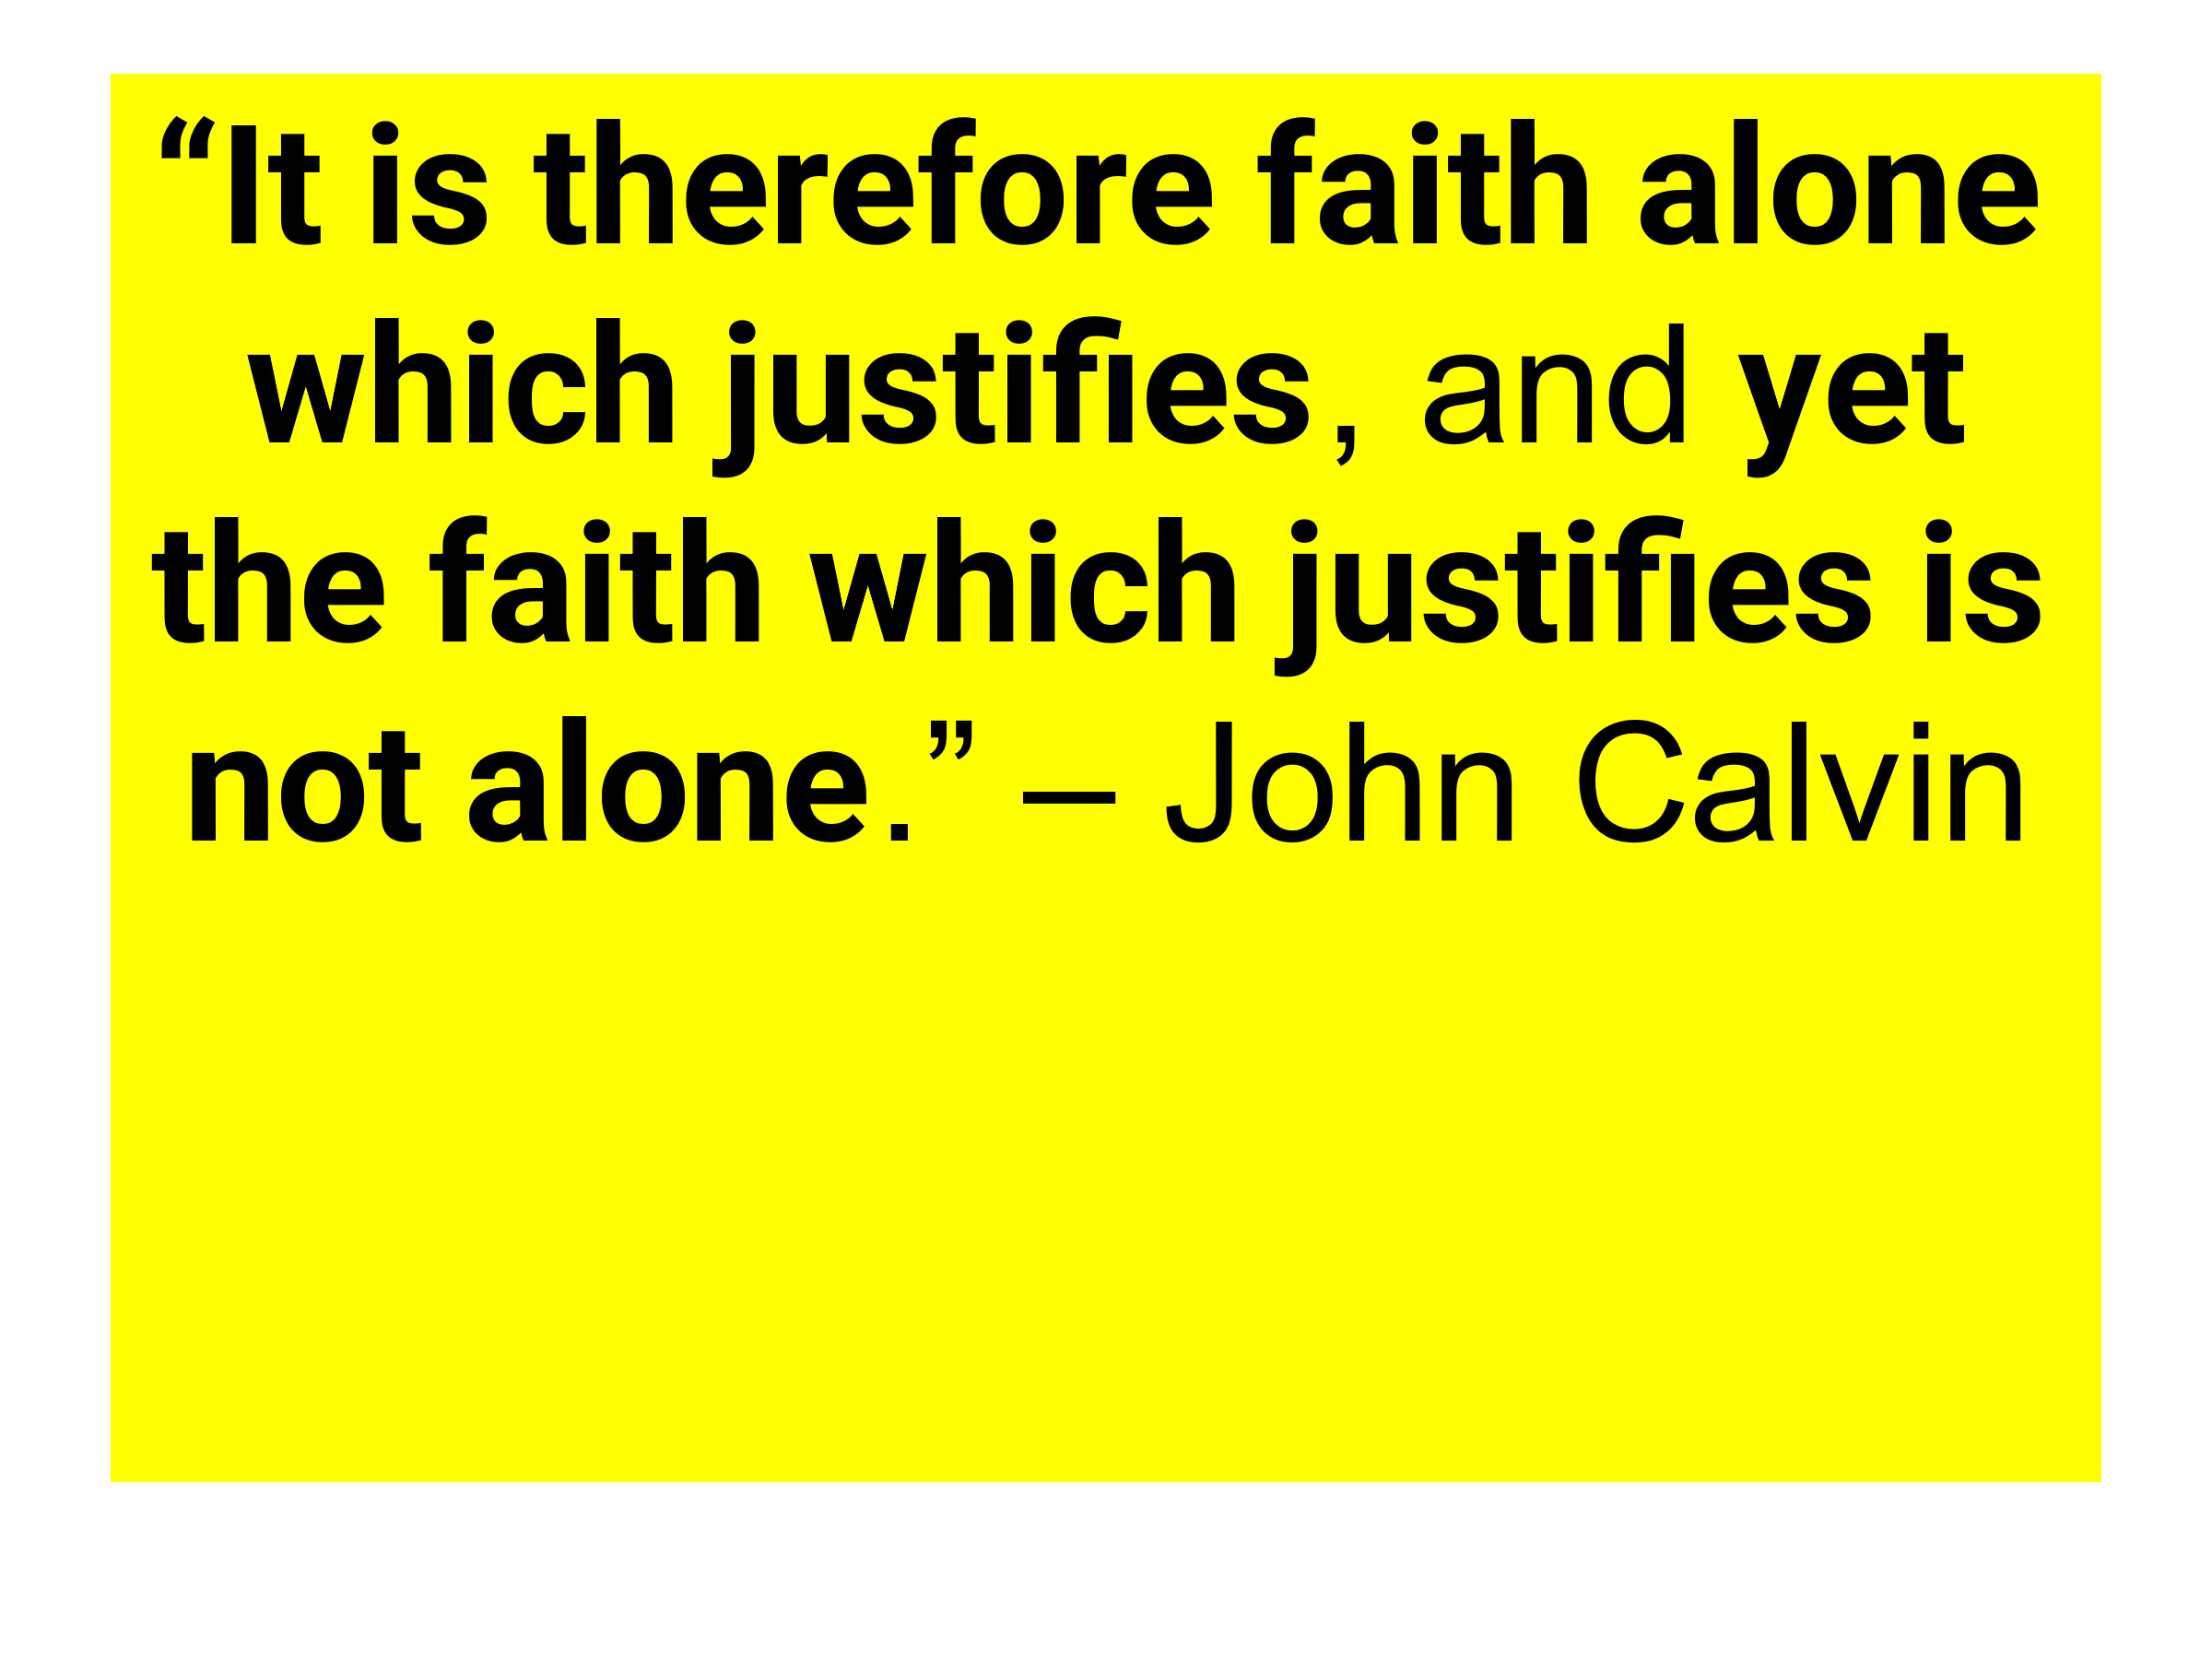 “It is therefore faith alone
which justifies, and yet
the faith which justifies is
not alone.” — John Calvin